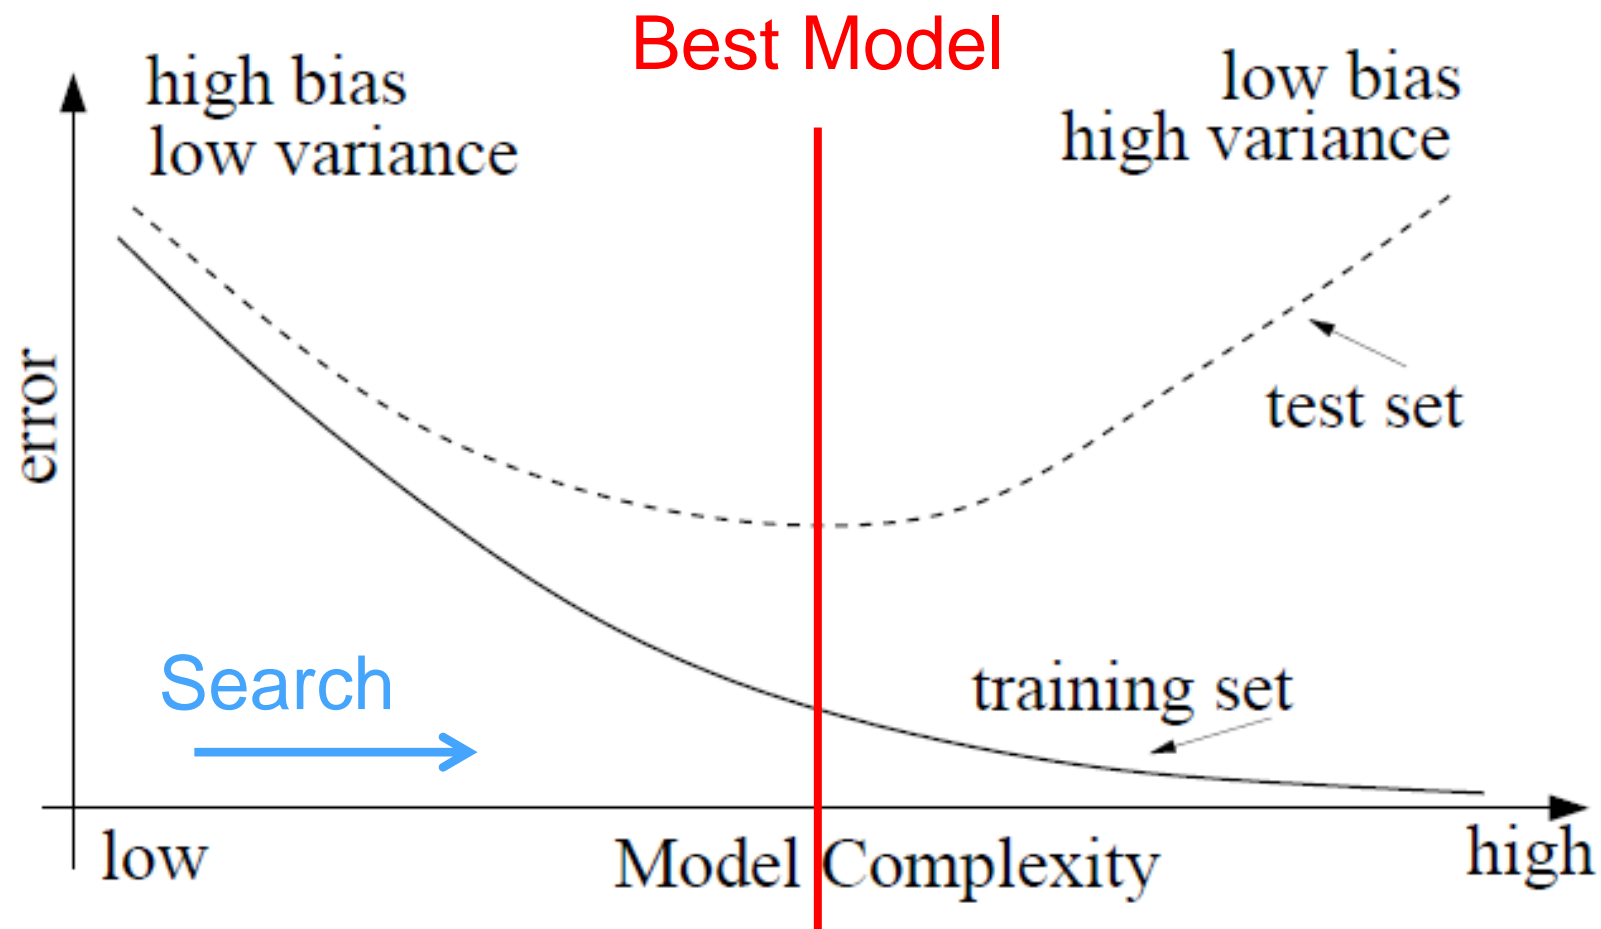 Best Model
high bias
low variance
low bias
high variance
error
test set
Search
training set
low
Model Complexity
high